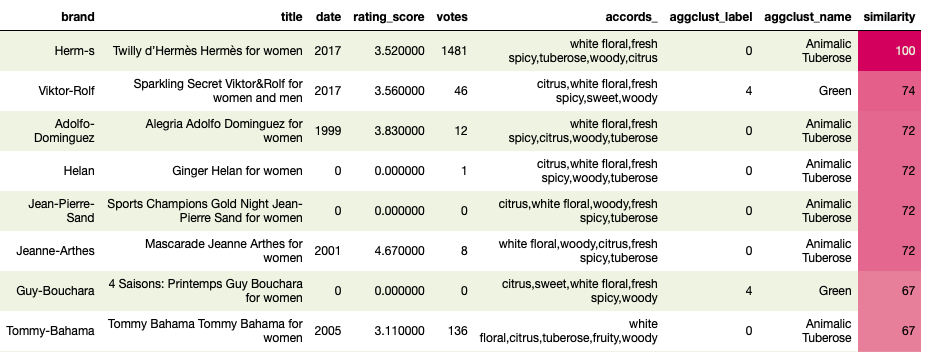 brand title date rating_score votes accords_ aggclust_label aggclust_name similarity
Herm-s Twilly d’Hermès Hermès for women 2017 3.520000 1481 white floral,fresh spicy,tuberose,woody,citrus 0 Animalic Tuberose 100
Viktor-Rolf Sparkling Secret Viktor&Rolf for women and men 2017 3.560000 46 citrus,white floral,fresh spicy,sweet,woody 4 Green 74
Adolfo-Dominguez Alegria Adolfo Dominguez for women 1999 3.830000 12 white floral,fresh spicy,citrus,woody,tuberose 0 Animalic Tuberose 72
Helan Ginger Helan for women 0 0.000000 1 citrus,white floral,fresh spicy,woody,tuberose 0 Animalic Tuberose 72
Jean-Pierre-Sand Sports Champions Gold Night Jean-Pierre Sand for women 0 0.000000 0 citrus,white floral,woody,fresh spicy,tuberose 0 Animalic Tuberose 72
Jeanne-Arthes Mascarade Jeanne Arthes for women 2001 4.670000 8 white floral,woody,citrus,fresh spicy,tuberose 0 Animalic Tuberose 72
Guy-Bouchara 4 Saisons: Printemps Guy Bouchara for women 0 0.000000 0 citrus,sweet,white floral,fresh spicy,woody 4 Green 67
Tommy-Bahama Tommy Bahama Tommy Bahama for women 2005 3.110000 136 white floral,citrus,tuberose,fruity,woody 0 Animalic Tuberose 67